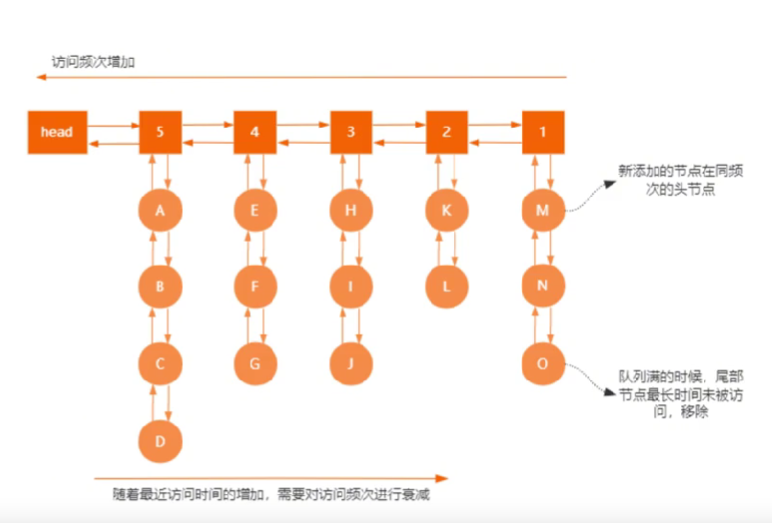 访问频次增加
head
5
4
3
2
1
新添加的节点在同频
次的头节点
A
E
H
K
M
B
F
I
L
N
C
G
J
O
队列满的时候，尾部
节点最长时间未被访
问，移除
D
随着最近访问时间的增加，需要对访问频次进行衰减